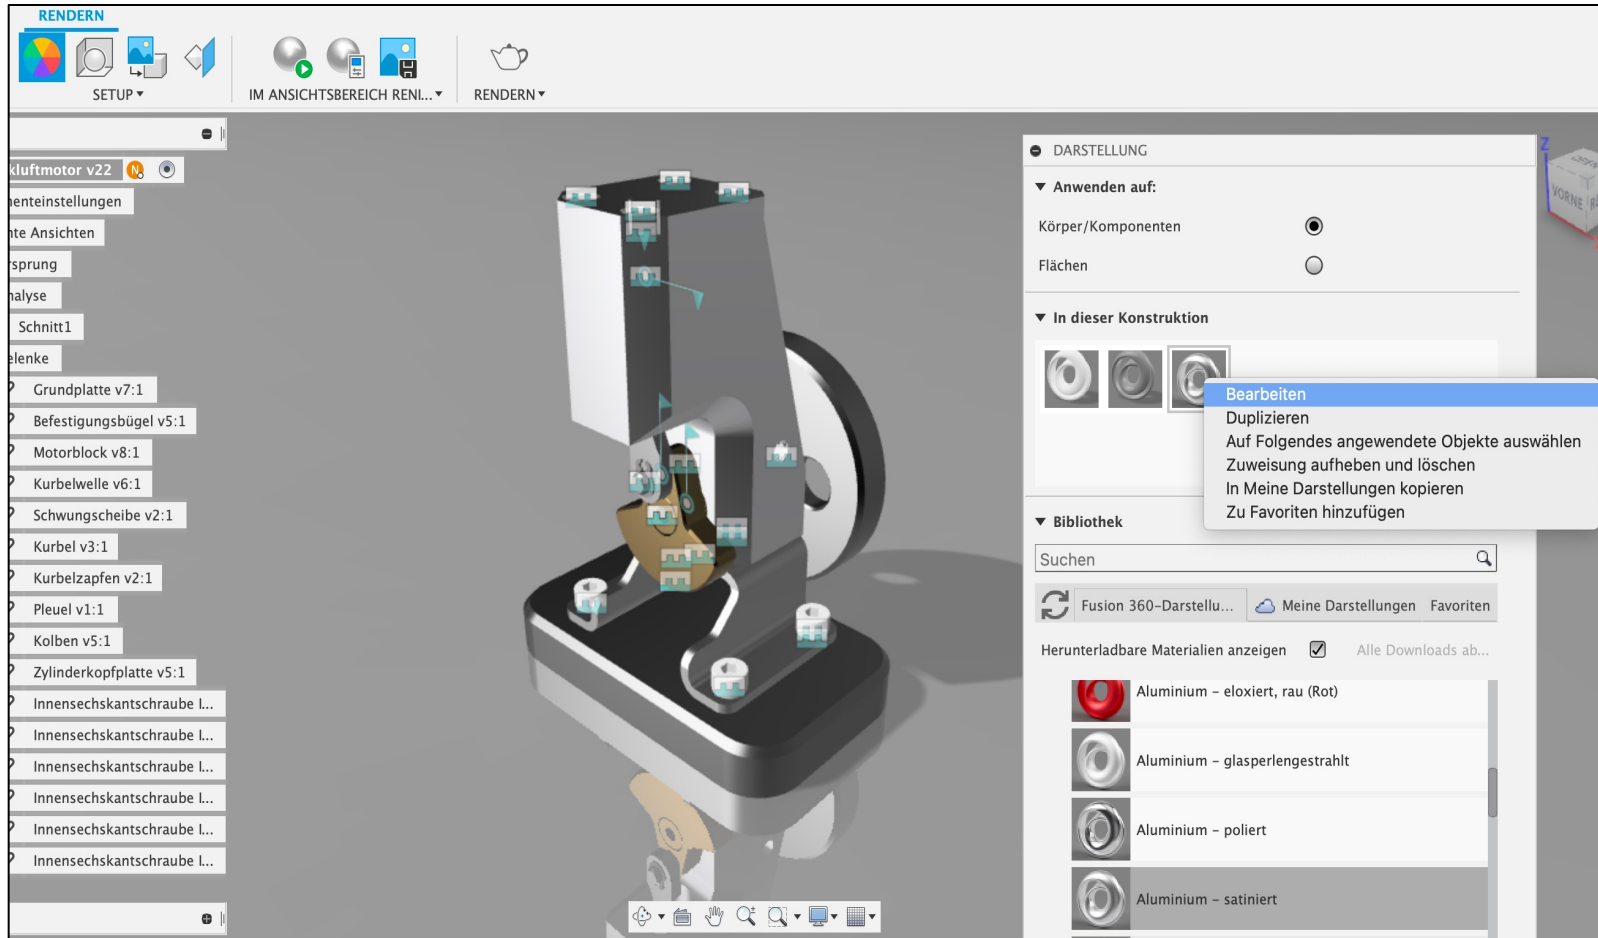 RENDERN
SETUP
IM ANSICHTSBEREICH RENI...
RENDERN
kluftmotor v22
N
nenteinstellungen
nte Ansichten
rsprung
nalyse
Schnitt1
elenke
Grundplatte v7:1
Befestigungsbügel v5:1
Motorblock v8:1
Kurbelwelle v6:1
Schwungscheibe v2:1
Kurbel v3:1
Kurbelzapfen v2:1
Pleuel v1:1
Kolben v5:1
Zylinderkopfplatte v5:1
Innensechskantschraube I...
Innensechskantschraube I...
Innensechskantschraube I...
Innensechskantschraube I...
Innensechskantschraube I...
Innensechskantschraube I...
DARSTELLUNG
Anwenden auf:
Körper/Komponenten
Flächen
In dieser Konstruktion
Bearbeiten
Duplizieren
Auf Folgendes angewendete Objekte auswählen
Zuweisung aufheben und löschen
In Meine Darstellungen kopieren
Zu Favoriten hinzufügen
Bibliothek
Suchen
Fusion 360-Darstellu... Meine Darstellungen Favoriten
Herunterladbare Materialien anzeigen Alle Downloads ab...
Aluminium - eloxiert, rau (Rot)
Aluminium - glasperlengestrahlt
Aluminium - poliert
Aluminium - satiniert
Z
VORNE